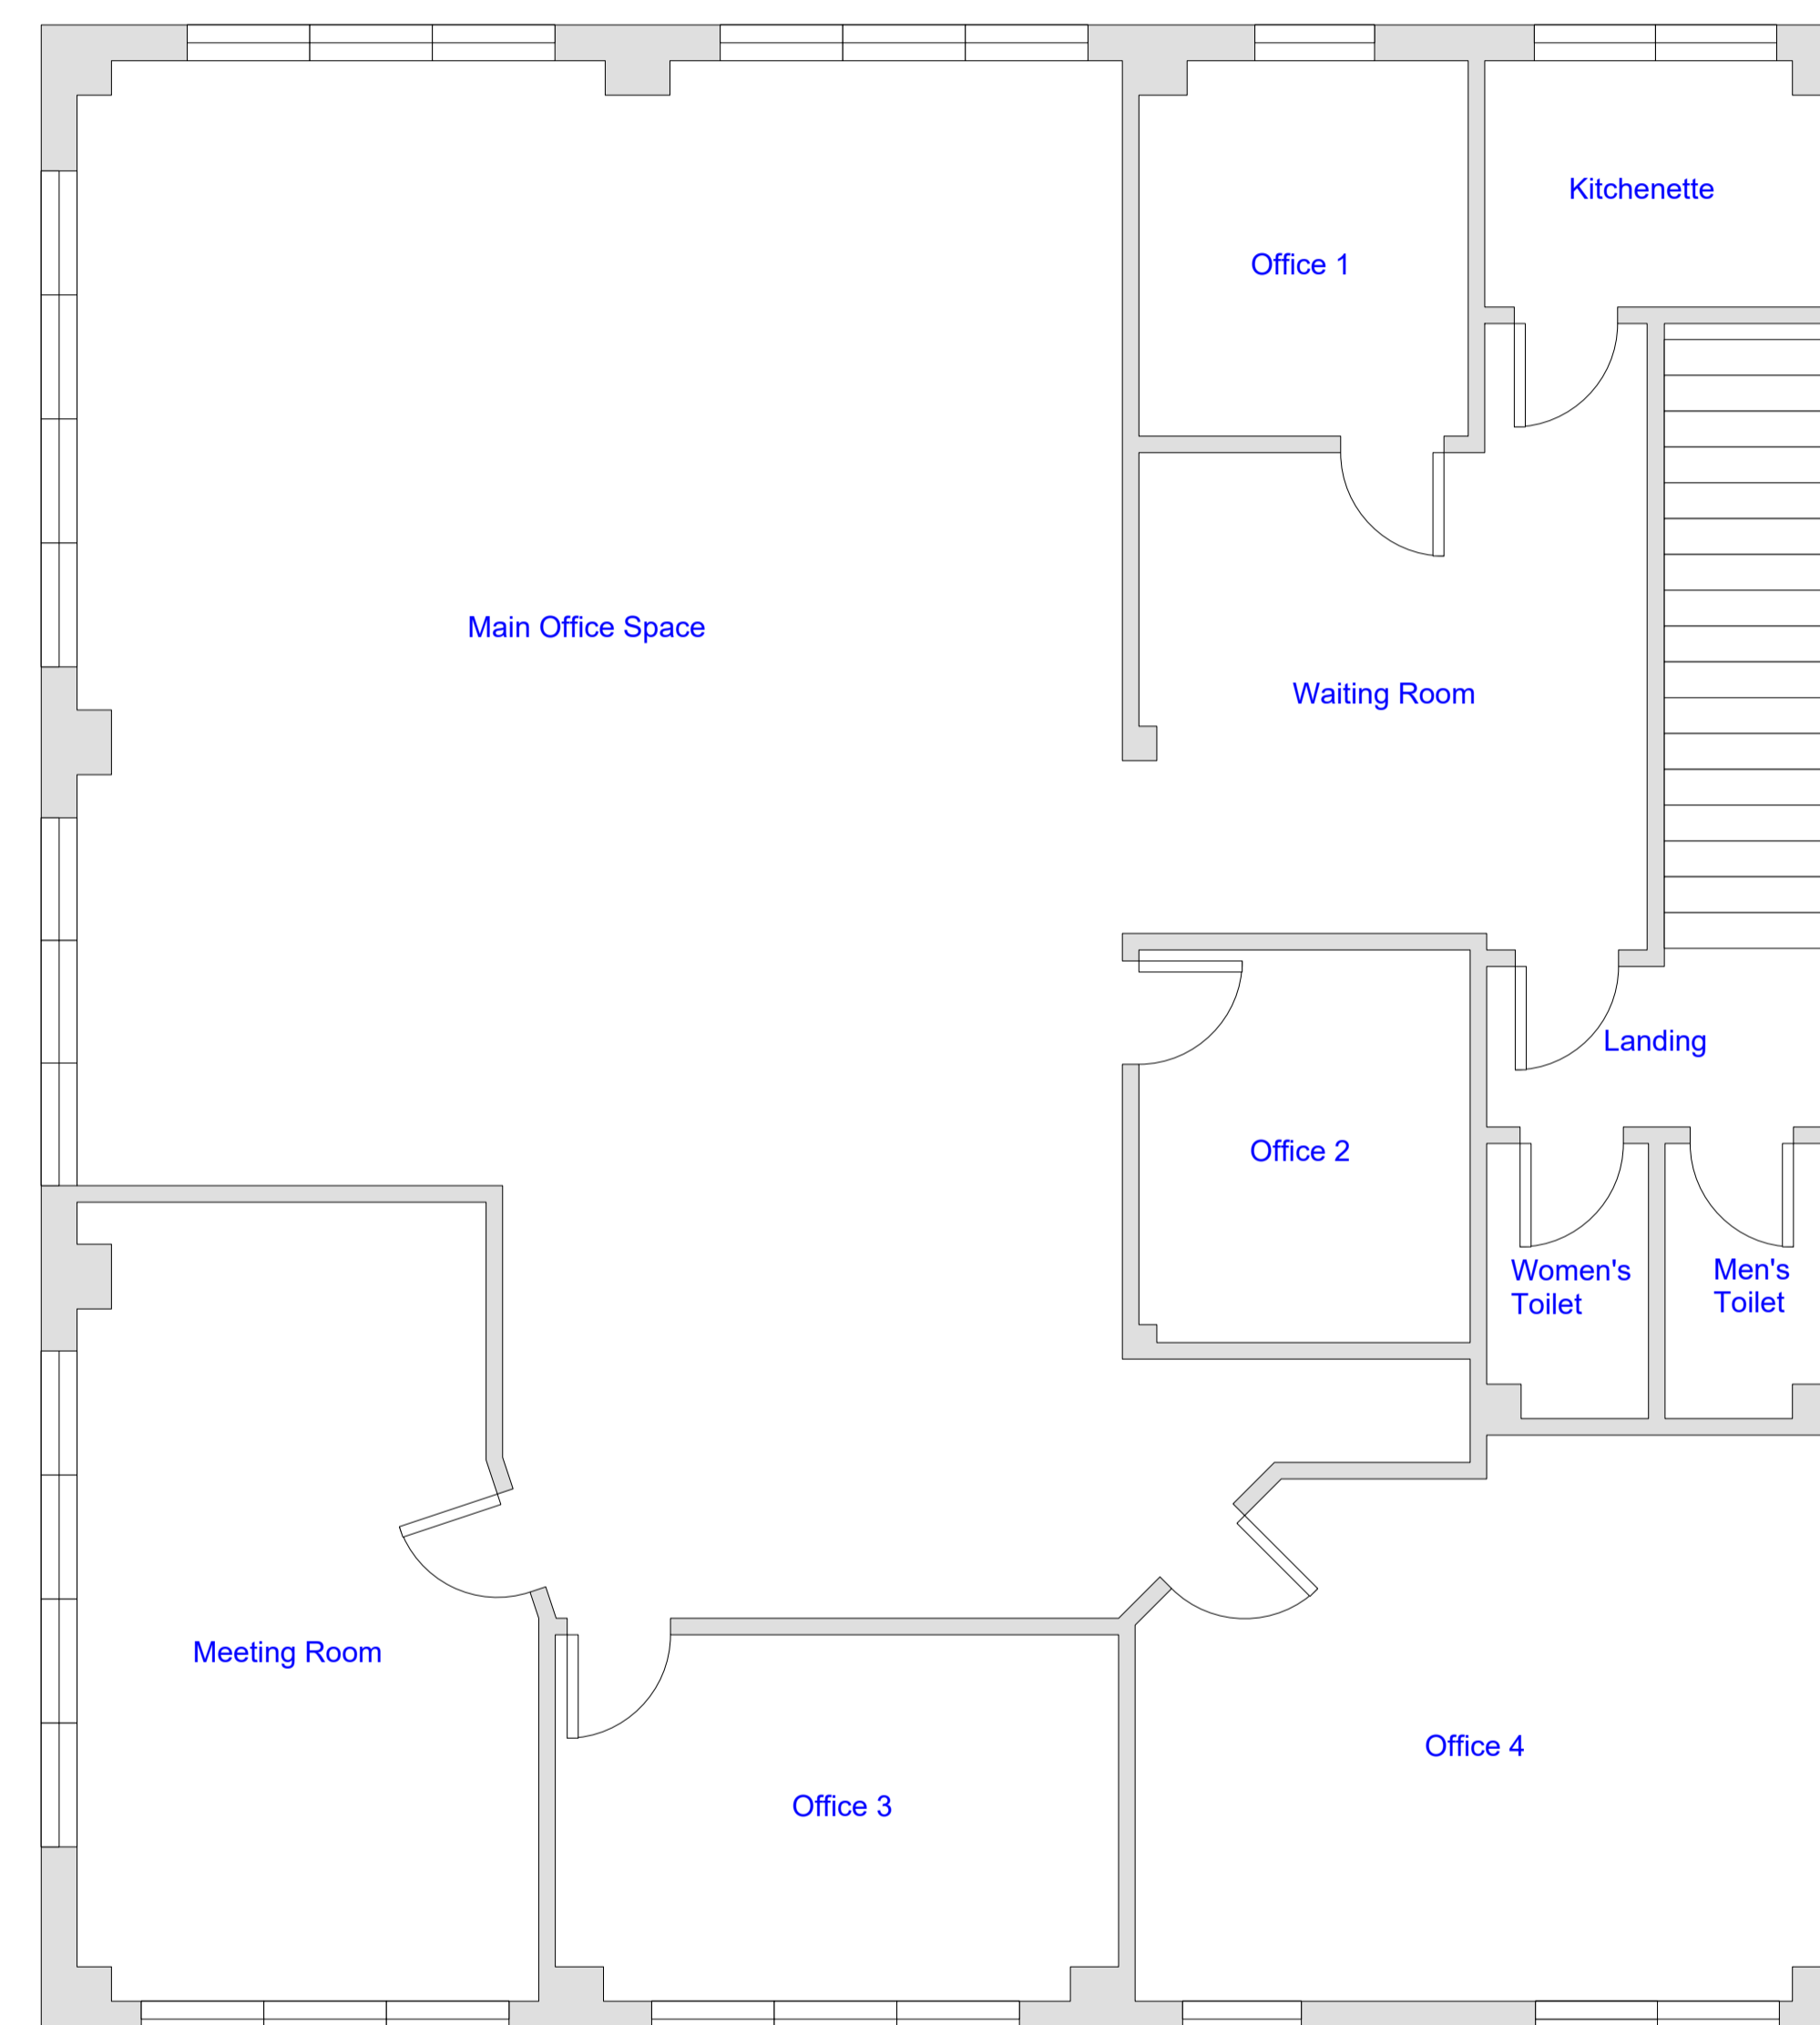 Kitchenette
Office 1
Main Office Space
Waiting Room
Landing
Office 2
Women's
Toilet
Men's
Toilet
Meeting Room
Office 4
Office 3